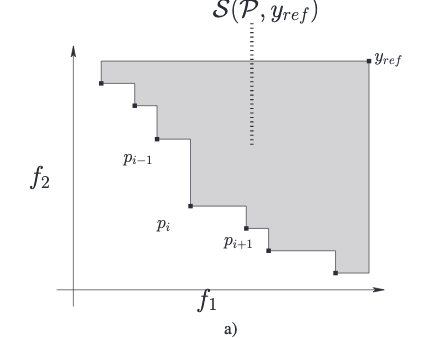 S(P, y_ref)
y_ref
p_{i−1}
f_2
p_i
p_{i+1}
f_1
a)